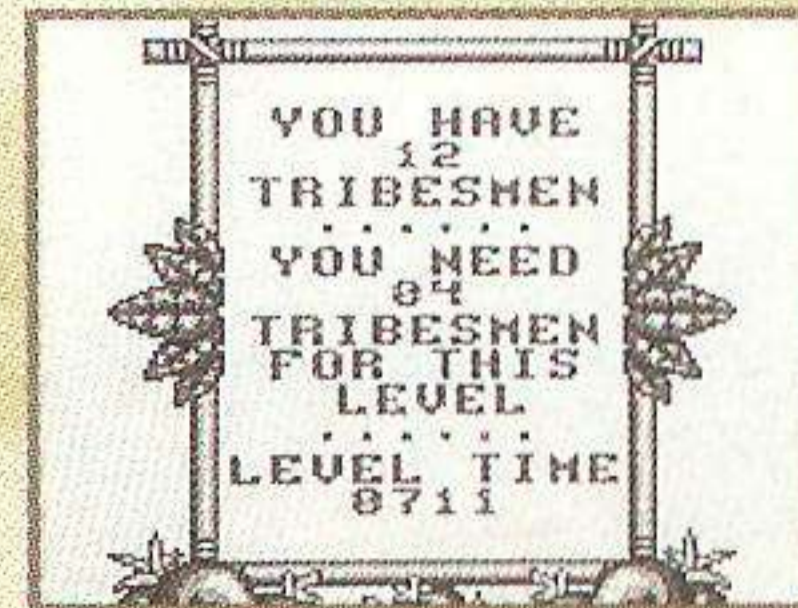 YOU HAVE
12
TRIBESMEN
......
YOU NEED
04
TRIBESMEN
FOR THIS
LEVEL
......
LEVEL TIME
0711